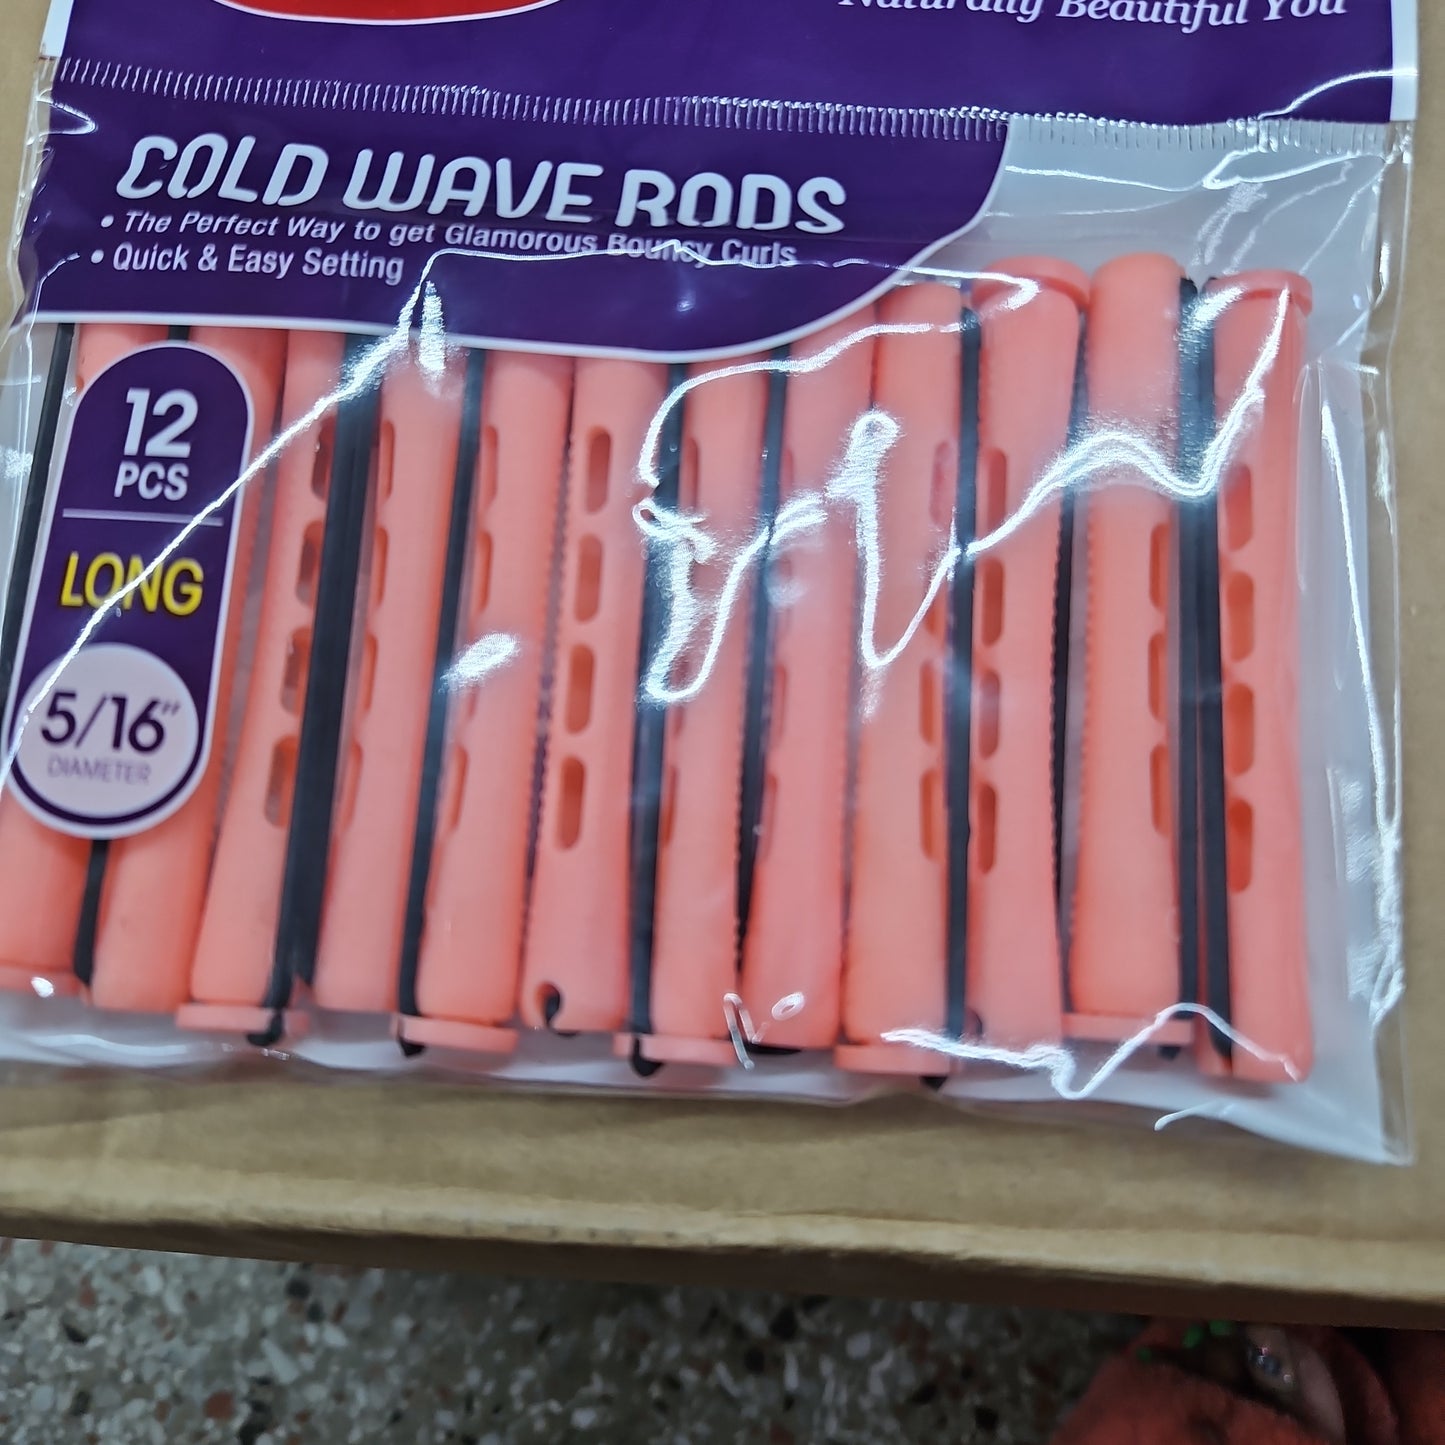 Naturally Beautiful You
COLD WAVE RODS
• The Perfect Way to get Glamorous Bouncy Curls
• Quick & Easy Setting
12
PCS
LONG
5/16"
DIAMETER